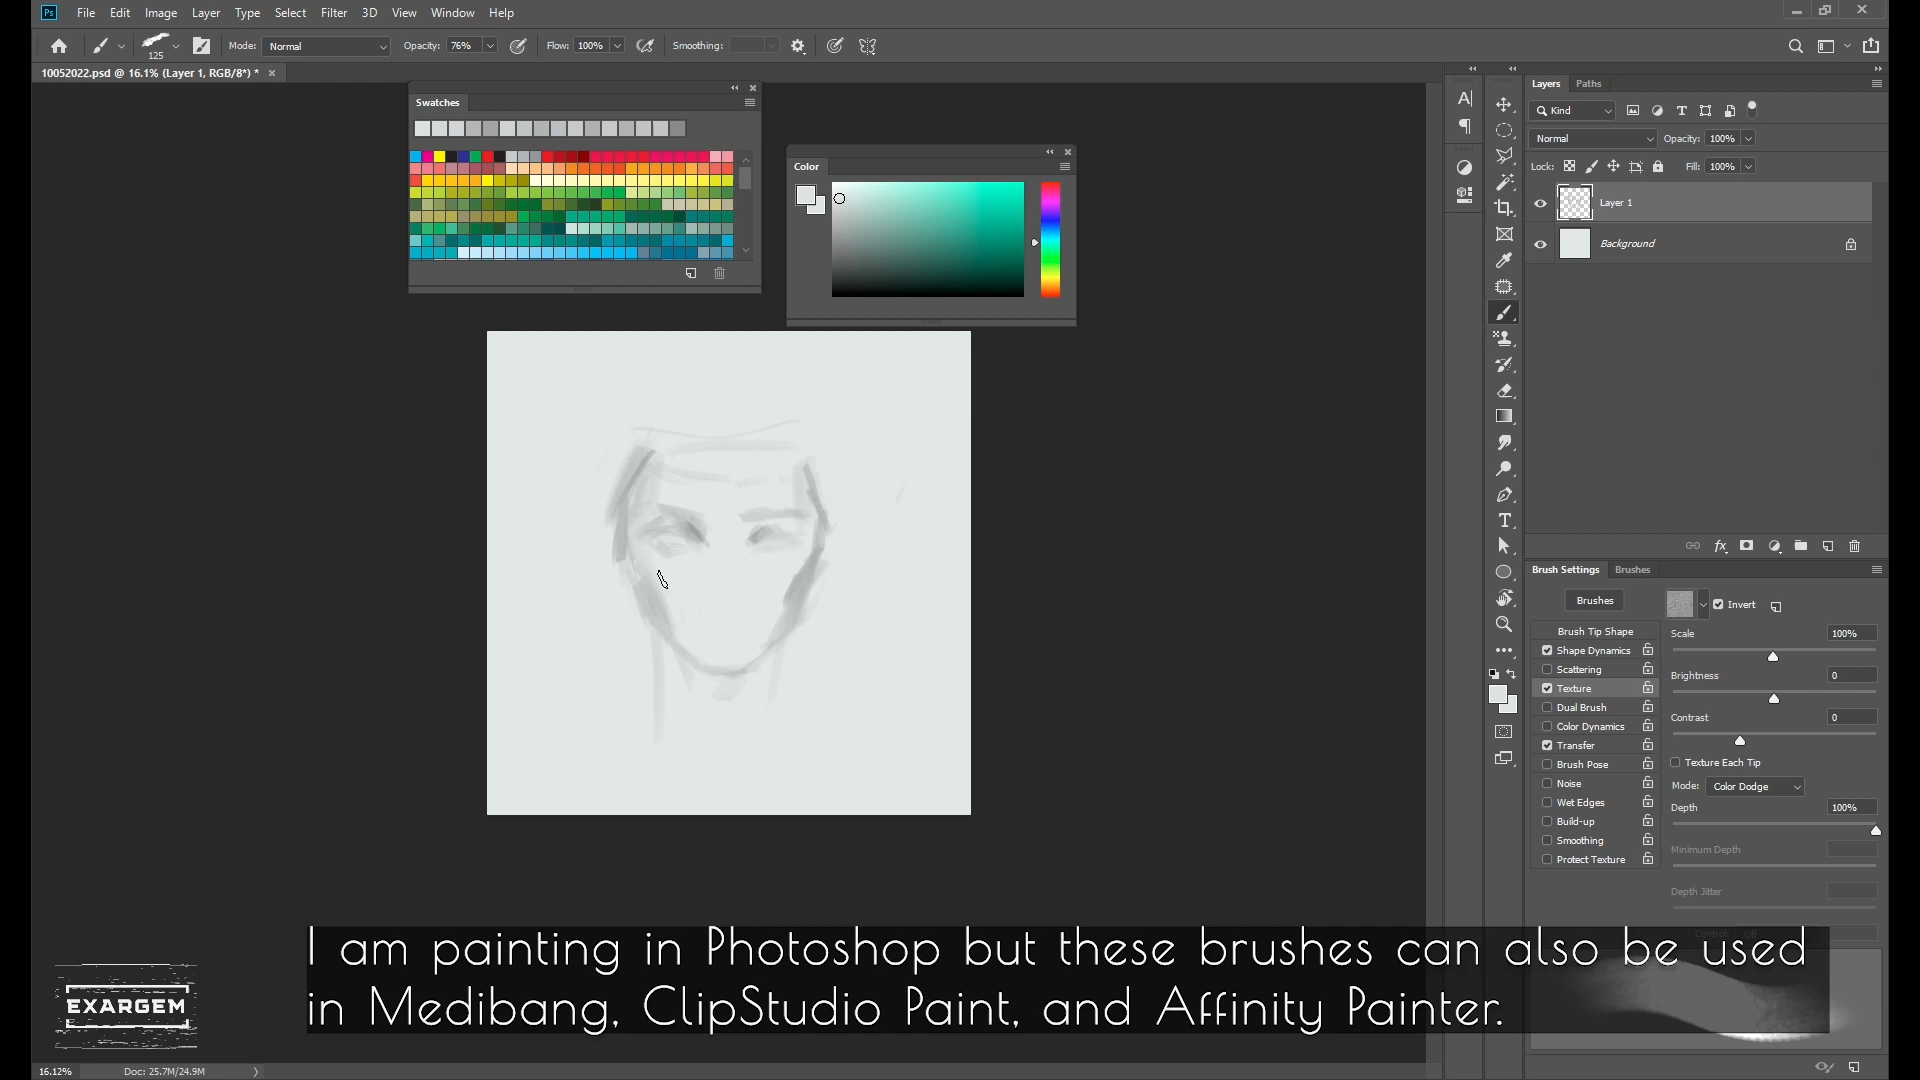 Ps File Edit Image Layer Type Select Filter 3D View Window Help
125 Mode: Normal Opacity: 76% Flow: 100% Smoothing:
10052022.psd @ 16.1% (Layer 1, RGB/8*) *
Swatches
Color
Layers Paths
Kind
Normal Opacity: 100%
Lock: Fill: 100%
Layer 1
Background
Brush Settings Brushes
Brushes
Invert
Brush Tip Shape
Scale 100%
Shape Dynamics
Scattering
Brightness 0
Texture
Dual Brush
Contrast 0
Color Dynamics
Transfer
Texture Each Tip
Brush Pose
Noise
Mode: Color Dodge
Wet Edges
Depth 100%
Build-up
Smoothing
Minimum Depth
Protect Texture
Depth Jitter
Control: Off
I am painting in Photoshop but these brushes can also be used
in Medibang, ClipStudio Paint, and Affinity Painter.
EXARGEM
16.12% Doc: 25.7M/24.9M